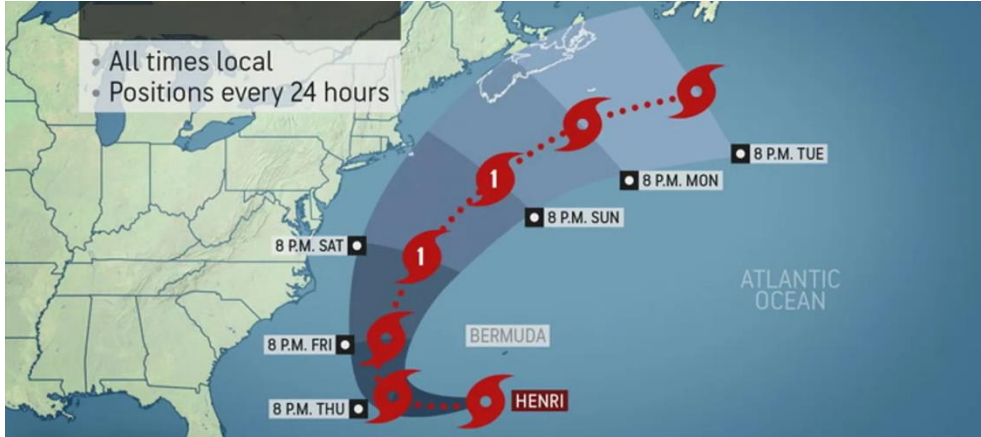 • All times local
• Positions every 24 hours
8 P.M. TUE
1
8 P.M. MON
8 P.M. SUN
8 P.M. SAT
1
ATLANTIC
OCEAN
BERMUDA
8 P.M. FRI
HENRI
8 P.M. THU